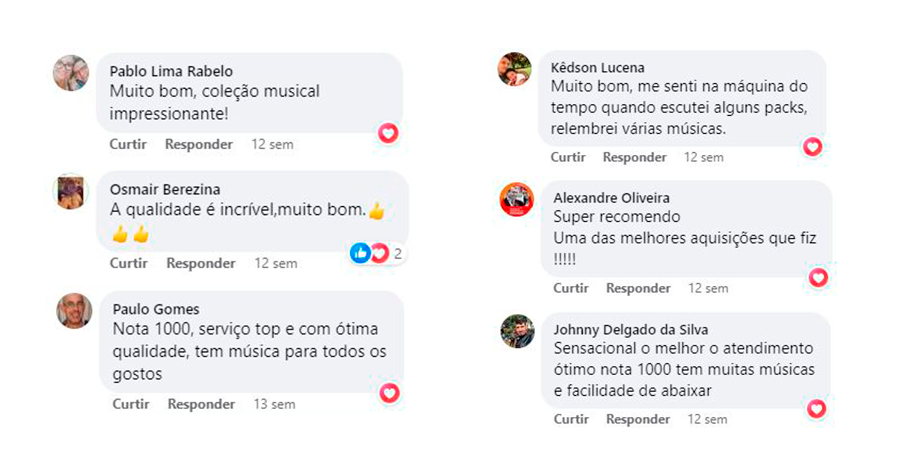 Pablo Lima Rabelo
Muito bom, coleção musical
impressionante!
Curtir Responder 12 sem
Osmair Berezina
A qualidade é incrível,muito bom.👍
👍👍
2
Curtir Responder 12 sem
Paulo Gomes
Nota 1000, serviço top e com ótima
qualidade, tem música para todos os
gostos
Curtir Responder 13 sem
Kêdson Lucena
Muito bom, me senti na máquina do
tempo quando escutei alguns packs,
relembrei várias músicas.
Curtir Responder 12 sem
Alexandre Oliveira
Super recomendo
Uma das melhores aquisições que fiz
!!!!!
Curtir Responder 12 sem
Johnny Delgado da Silva
Sensacional o melhor o atendimento
ótimo nota 1000 tem muitas músicas
e facilidade de abaixar
Curtir Responder 12 sem